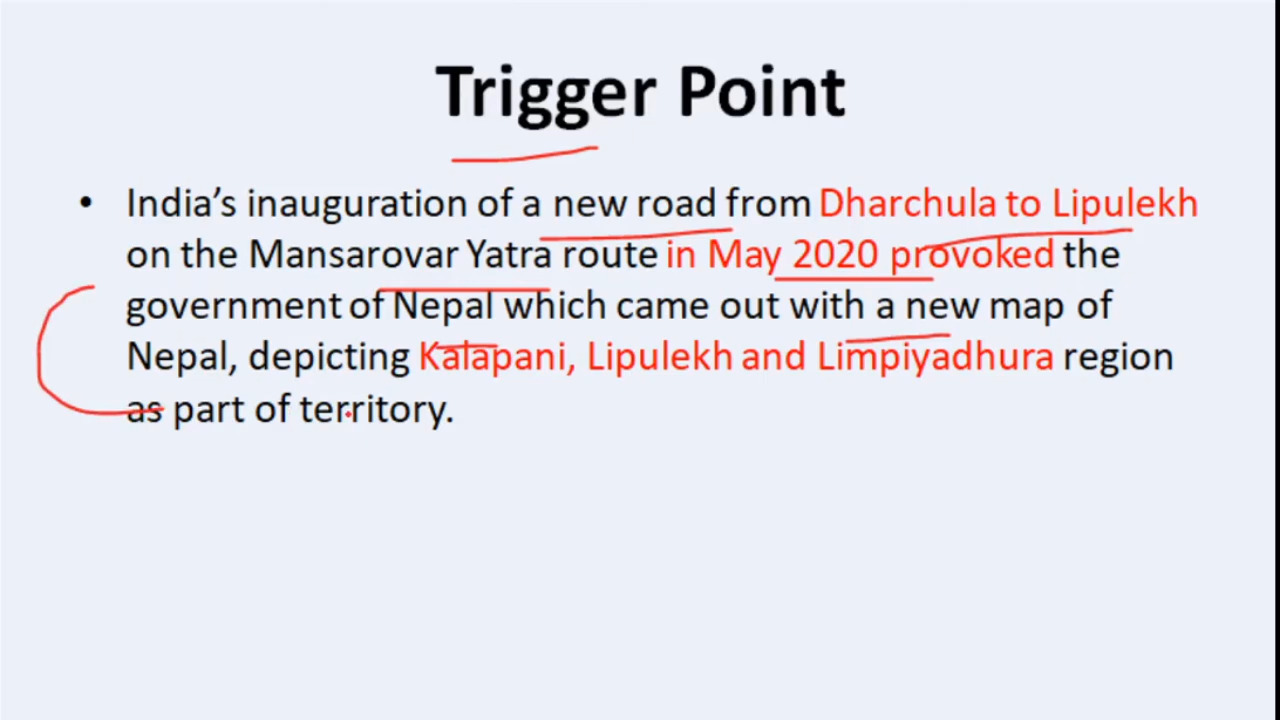 Trigger Point
• India’s inauguration of a new road from Dharchula to Lipulekh
on the Mansarovar Yatra route in May 2020 provoked the
government of Nepal which came out with a new map of
Nepal, depicting Kalapani, Lipulekh and Limpiyadhura region
as part of territory.